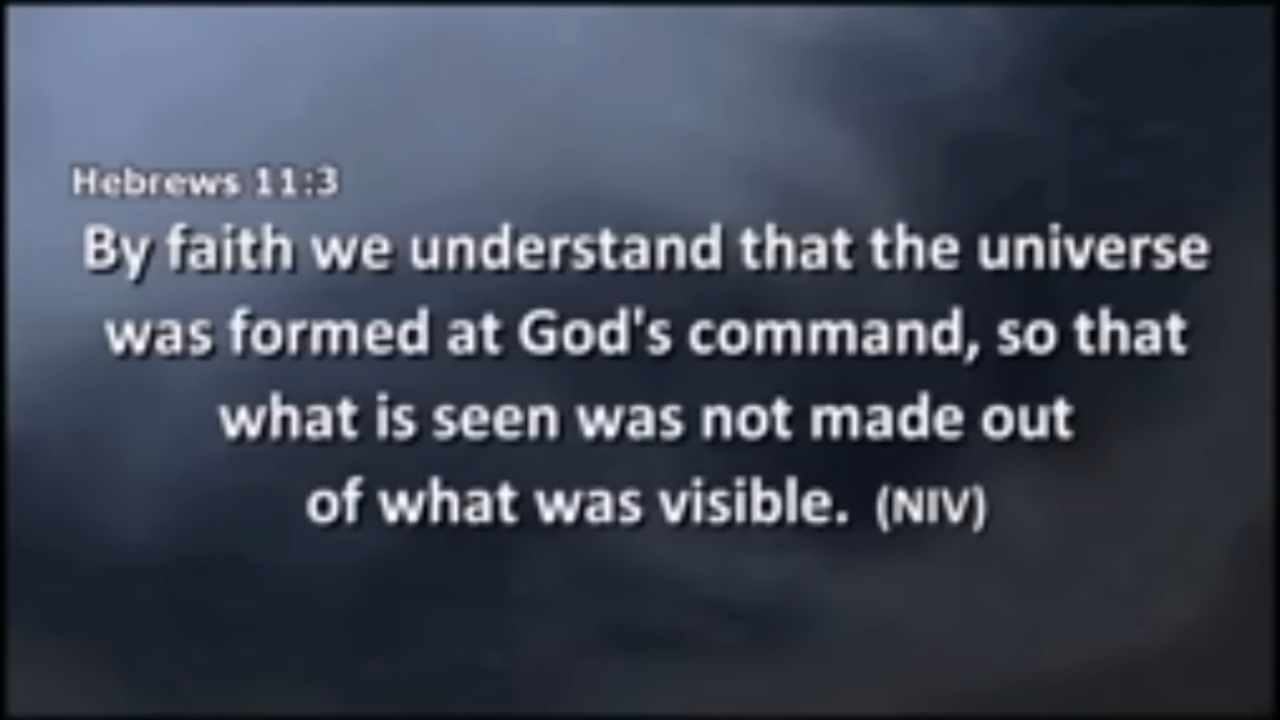 Hebrews 11:3
By faith we understand that the universe
was formed at God's command, so that
what is seen was not made out
of what was visible. (NIV)